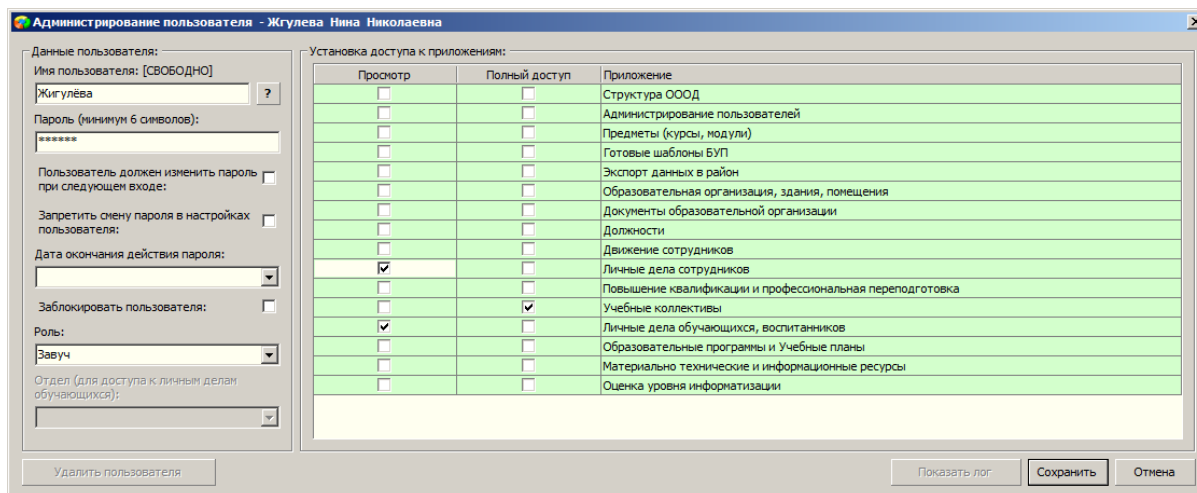 Администрирование пользователя - Жгулева Нина Николаевна
Данные пользователя:
Имя пользователя: [СВОБОДНО]
Жигулёва
?
Пароль (минимум 6 символов):
******
Пользователь должен изменить пароль
при следующем входе:
Запретить смену пароля в настройках
пользователя:
Дата окончания действия пароля:
Заблокировать пользователя:
Роль:
Завуч
Отдел (для доступа к личным делам
обучающихся):
Установка доступа к приложениям:
Просмотр Полный доступ Приложение
Структура ОООД
Администрирование пользователей
Предметы (курсы, модули)
Готовые шаблоны БУП
Экспорт данных в район
Образовательная организация, здания, помещения
Документы образовательной организации
Должности
Движение сотрудников
Личные дела сотрудников
Повышение квалификации и профессиональная переподготовка
Учебные коллективы
Личные дела обучающихся, воспитанников
Образовательные программы и Учебные планы
Материально технические и информационные ресурсы
Оценка уровня информатизации
Удалить пользователя Показать лог Сохранить Отмена